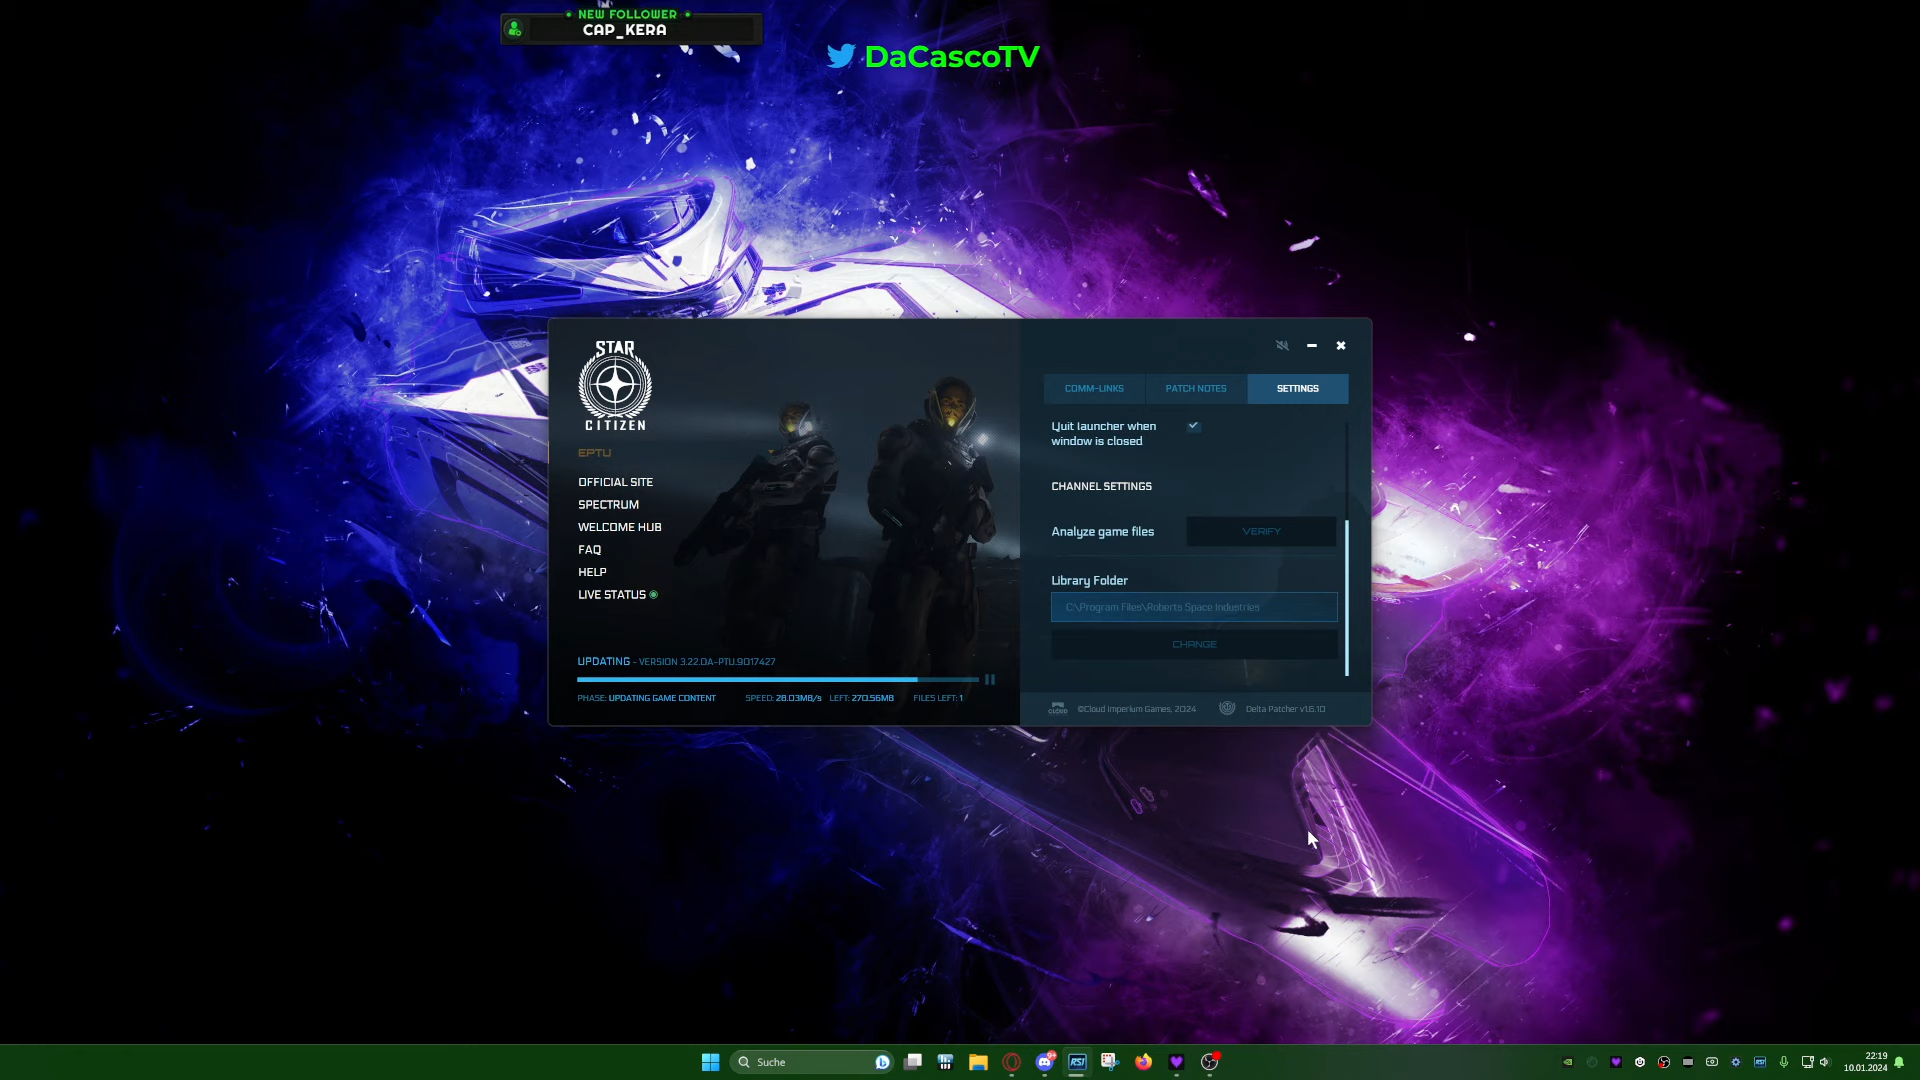 NEW FOLLOWER
CAP_KERA
DaCascoTV
STAR
CITIZEN
EPTU
OFFICIAL SITE
SPECTRUM
WELCOME HUB
FAQ
HELP
LIVE STATUS
UPDATING - VERSION 3.22.0A-PTU.9017427
PHASE: UPDATING GAME CONTENT SPEED: 28.03MB/s LEFT: 270.56MB FILES LEFT: 1
COMM-LINKS PATCH NOTES SETTINGS
Quit launcher when
window is closed
CHANNEL SETTINGS
Analyze game files VERIFY
Library Folder
C:\Program Files\Roberts Space Industries
CHANGE
©Cloud Imperium Games, 2024 Delta Patcher v1.6.10
Suche
RSI
9+
22:19
10.01.2024